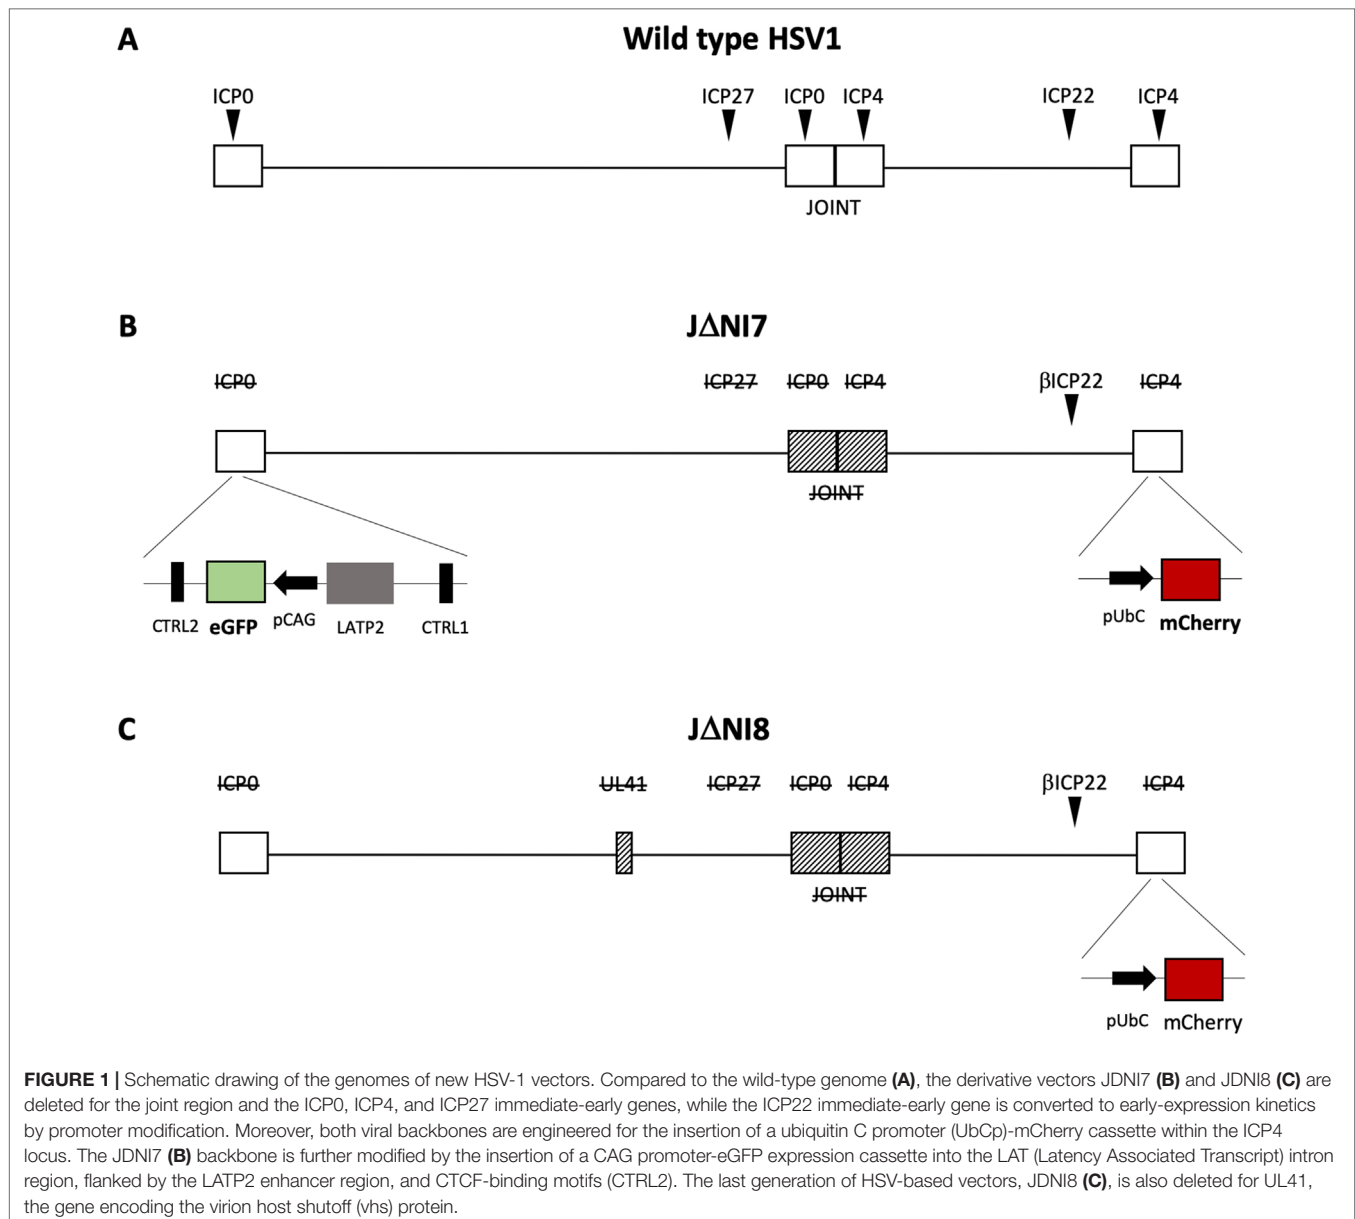 A
Wild type HSV1
ICP0 ICP27 ICP0 ICP4 ICP22 ICP4
JOINT
B
JΔNI7
ICP0 ICP27 ICP0 ICP4 βICP22 ICP4
JOINT
CTRL2 eGFP pCAG LATP2 CTRL1
pUbC mCherry
C
JΔNI8
ICP0 UL41 ICP27 ICP0 ICP4 βICP22 ICP4
JOINT
pUbC mCherry
FIGURE 1 | Schematic drawing of the genomes of new HSV-1 vectors. Compared to the wild-type genome (A), the derivative vectors JDNI7 (B) and JDNI8 (C) are
deleted for the joint region and the ICP0, ICP4, and ICP27 immediate-early genes, while the ICP22 immediate-early gene is converted to early-expression kinetics
by promoter modification. Moreover, both viral backbones are engineered for the insertion of a ubiquitin C promoter (UbCp)-mCherry cassette within the ICP4
locus. The JDNI7 (B) backbone is further modified by the insertion of a CAG promoter-eGFP expression cassette into the LAT (Latency Associated Transcript) intron
region, flanked by the LATP2 enhancer region, and CTCF-binding motifs (CTRL2). The last generation of HSV-based vectors, JDNI8 (C), is also deleted for UL41,
the gene encoding the virion host shutoff (vhs) protein.